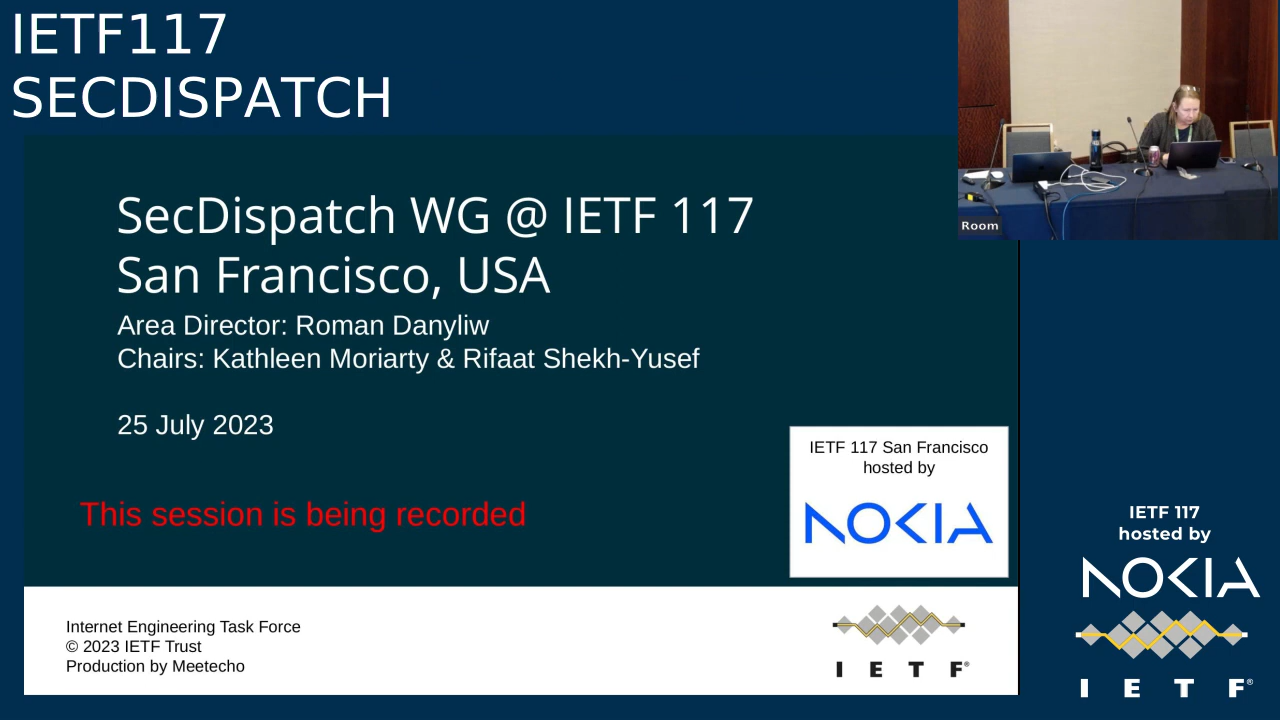 IETF117
SECDISPATCH
Room
SecDispatch WG @ IETF 117
San Francisco, USA
Area Director: Roman Danyliw
Chairs: Kathleen Moriarty & Rifaat Shekh-Yusef
25 July 2023
This session is being recorded
IETF 117 San Francisco
hosted by
NOKIA
Internet Engineering Task Force
© 2023 IETF Trust
Production by Meetecho
IETF®
IETF 117
hosted by
NOKIA
IETF®